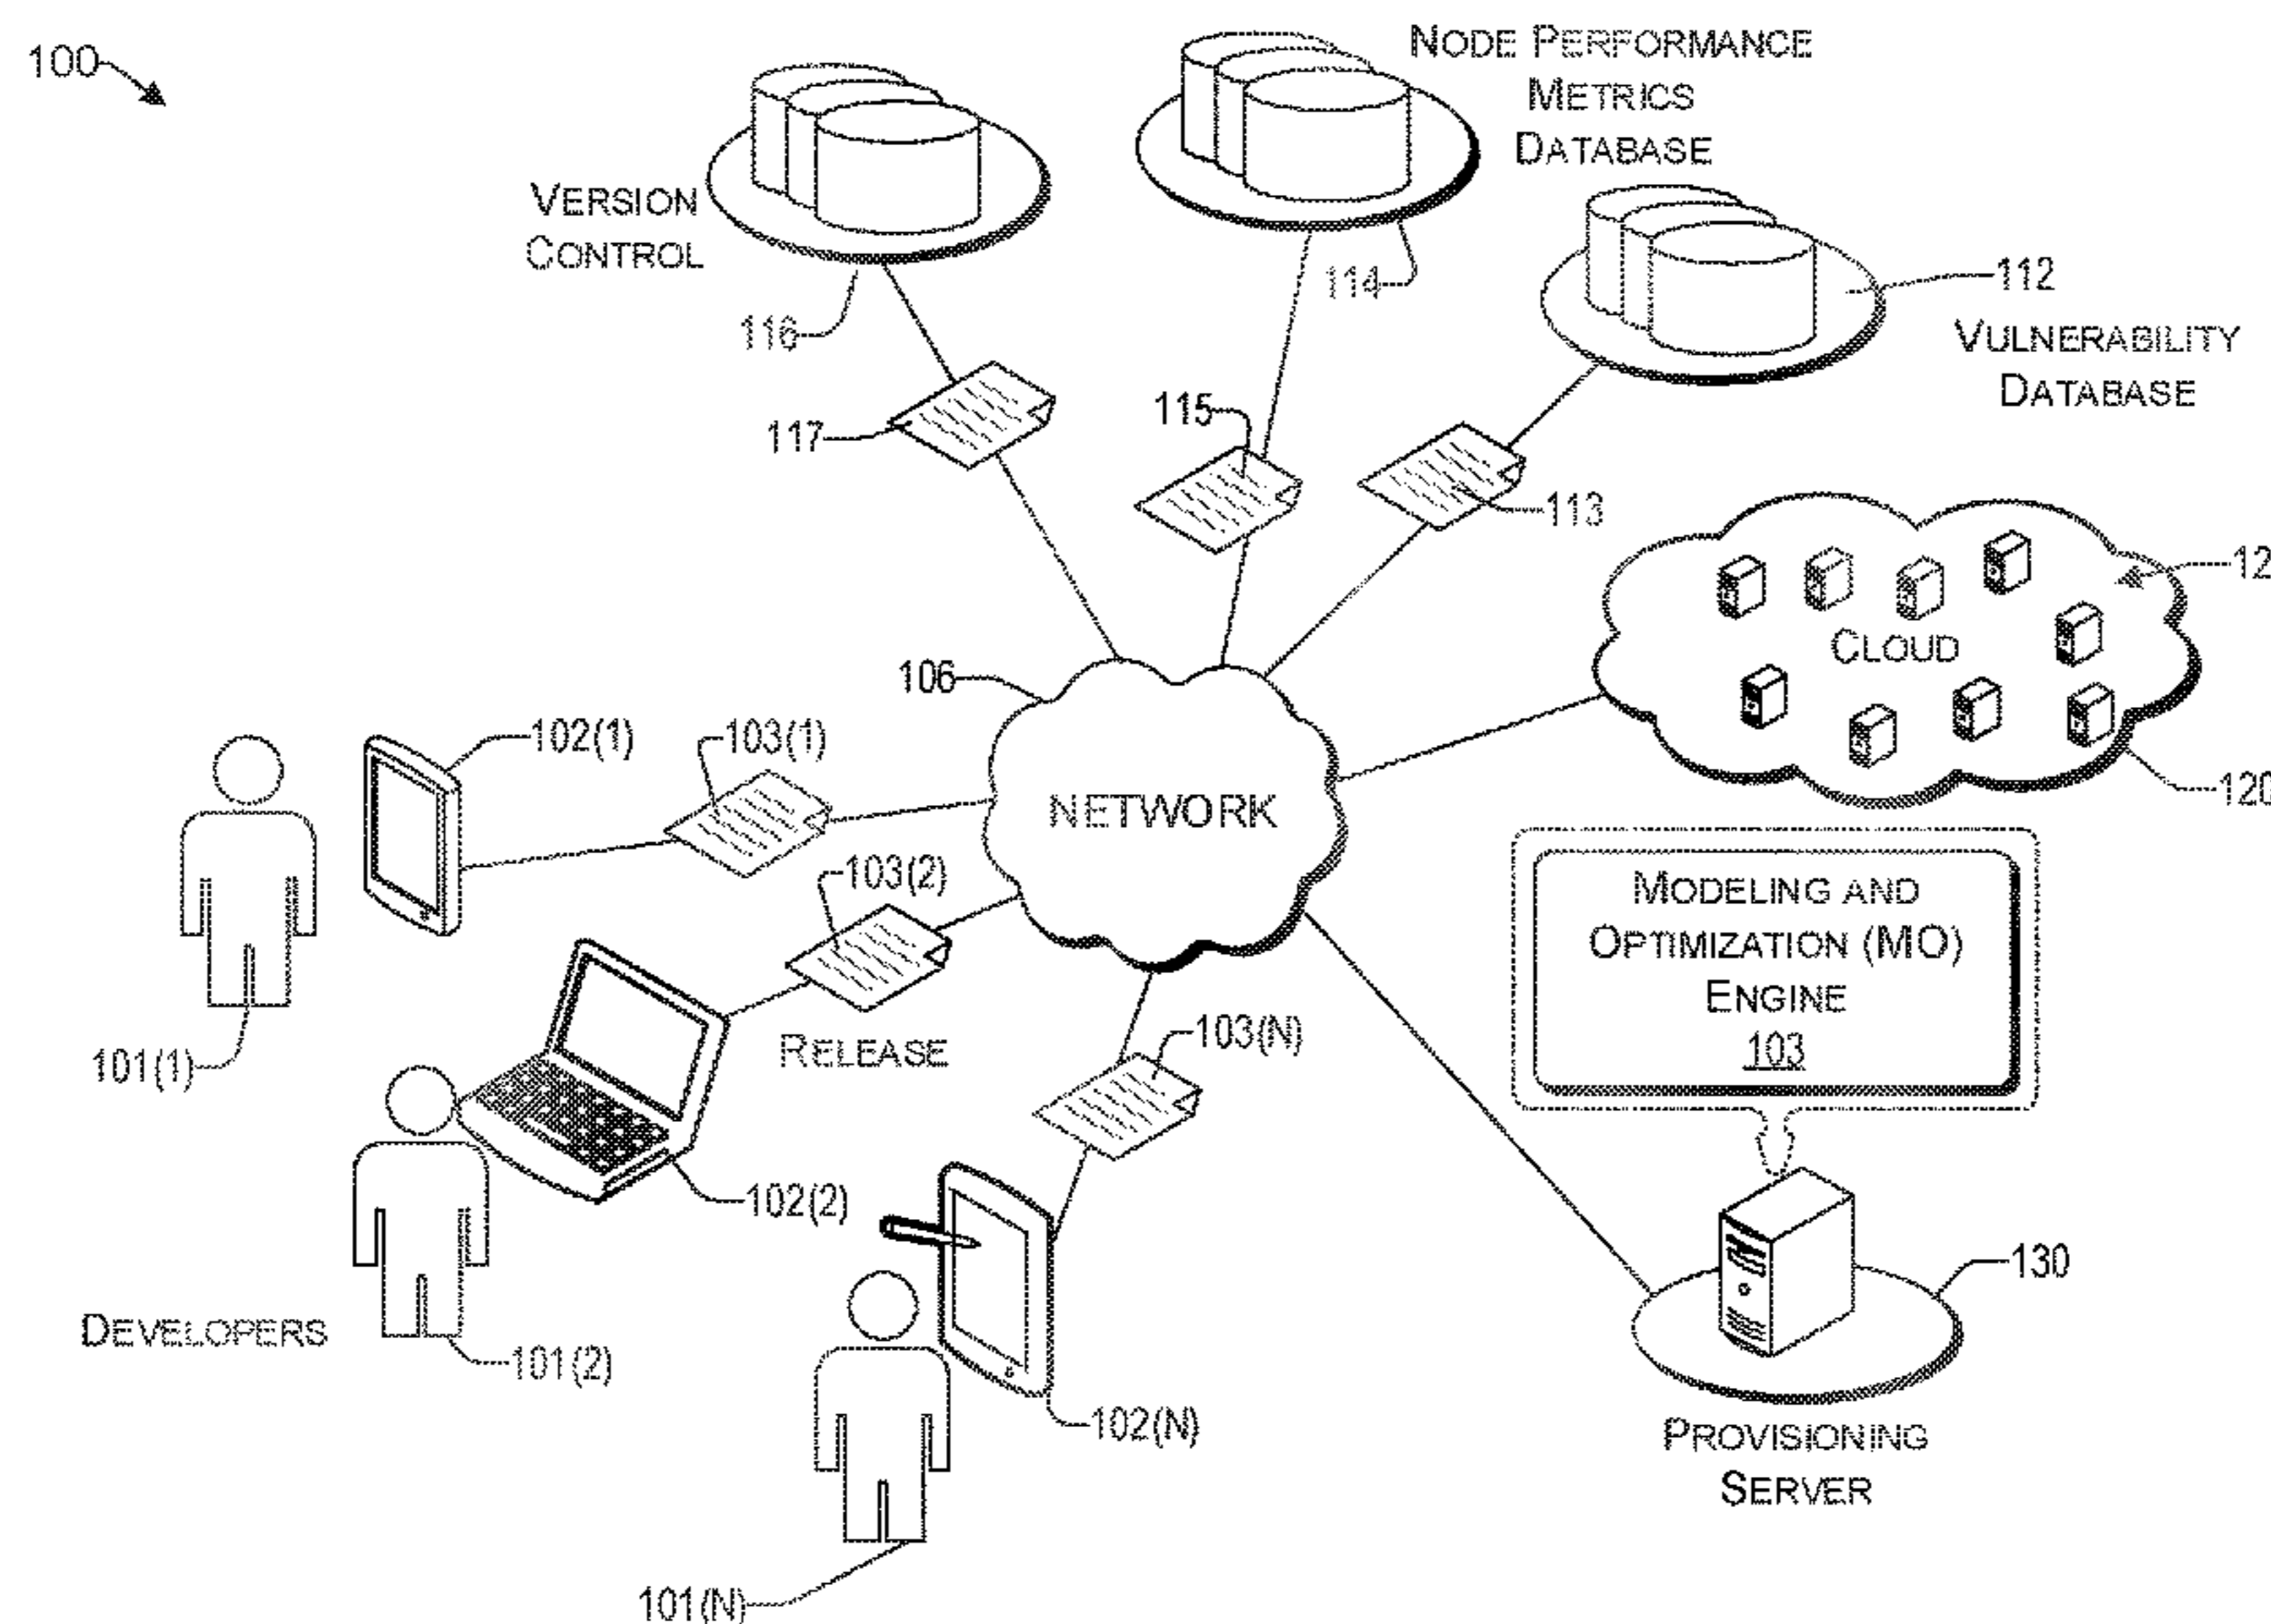 100
NODE PERFORMANCE
METRICS
DATABASE
VERSION
CONTROL
114
112
116
VULNERABILITY
DATABASE
117
115
113
12
CLOUD
106
120
102(1)
103(1)
NETWORK
103(2)
MODELING AND
OPTIMIZATION (MO)
ENGINE
103
101(1)
RELEASE
103(N)
102(2)
130
DEVELOPERS
101(2)
102(N)
PROVISIONING
SERVER
101(N)